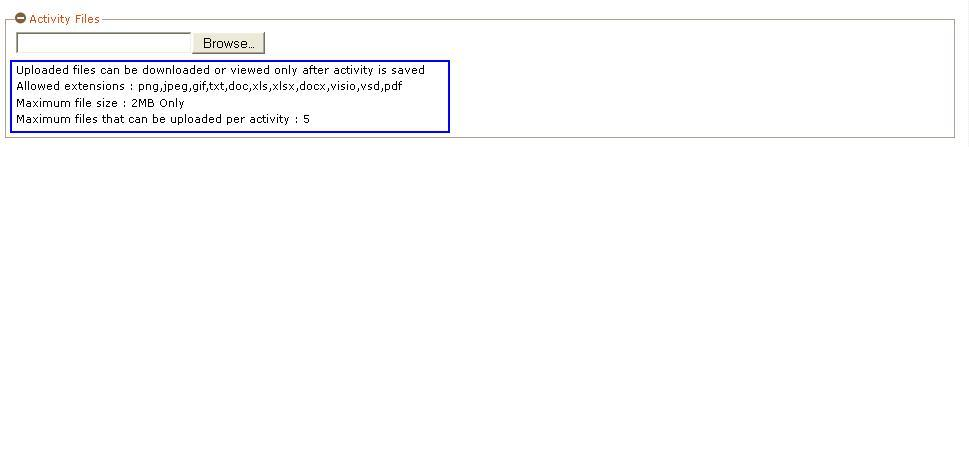 Activity Files
Browse...
Uploaded files can be downloaded or viewed only after activity is saved
Allowed extensions : png,jpeg,gif,txt,doc,xls,xlsx,docx,visio,vsd,pdf
Maximum file size : 2MB Only
Maximum files that can be uploaded per activity : 5